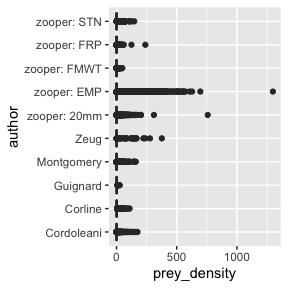 zooper: STN
zooper: FRP
zooper: FMWT
zooper: EMP
zooper: 20mm
Zeug
Montgomery
Guignard
Corline
Cordoleani
author
0
500
1000
prey_density